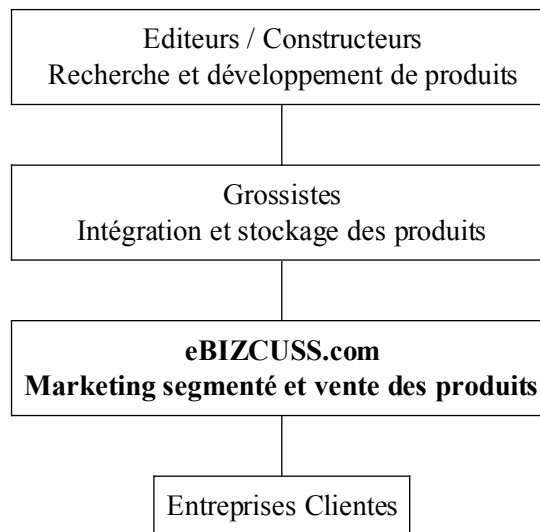 Editeurs / Constructeurs
Recherche et développement de produits
Grossistes
Intégration et stockage des produits
eBIZCUSS.com
Marketing segmenté et vente des produits
Entreprises Clientes